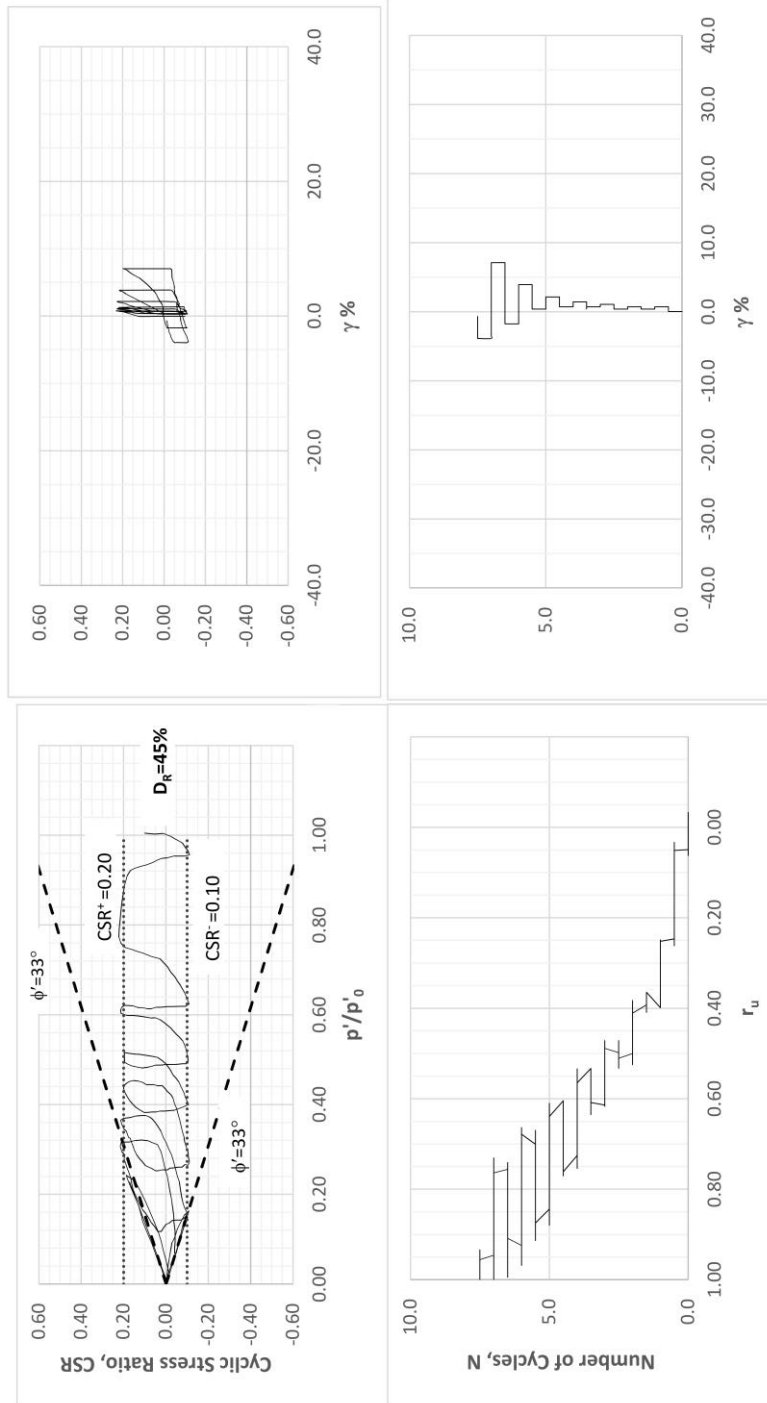 0.60
0.40
0.20
0.00
-0.20
-0.40
-0.60
Cyclic Stress Ratio, CSR
ϕ'=33°
CSR⁺=0.20
D_R=45%
CSR⁻=0.10
ϕ'=33°
0.00 0.20 0.40 0.60 0.80 1.00
p'/p'₀
0.60
0.40
0.20
0.00
-0.20
-0.40
-0.60
-40.0 -20.0 0.0 20.0 40.0
γ %
10.0
5.0
0.0
Number of Cycles, N
1.00 0.80 0.60 0.40 0.20 0.00
r_u
10.0
5.0
0.0
-40.0 -30.0 -20.0 -10.0 0.0 10.0 20.0 30.0 40.0
γ %